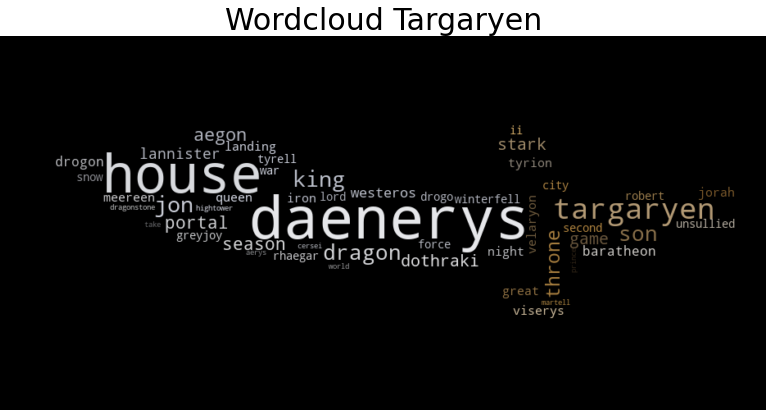 Wordcloud Targaryen
ii
aegon
stark
landing
lannister
tyrell
drogon
tyrion
house
war
snow
king
city
jorah
meereen
queen
iron
lord
westeros
drogo
winterfell
robert
dragonstone
jon
hightower
targaryen
take
portal
daenerys
velaryon
second
son
unsullied
greyjoy
game
season
cersei
force
aerys
rhaegar
dragon
dothraki
night
throne
baratheon
world
great
martell
viserys